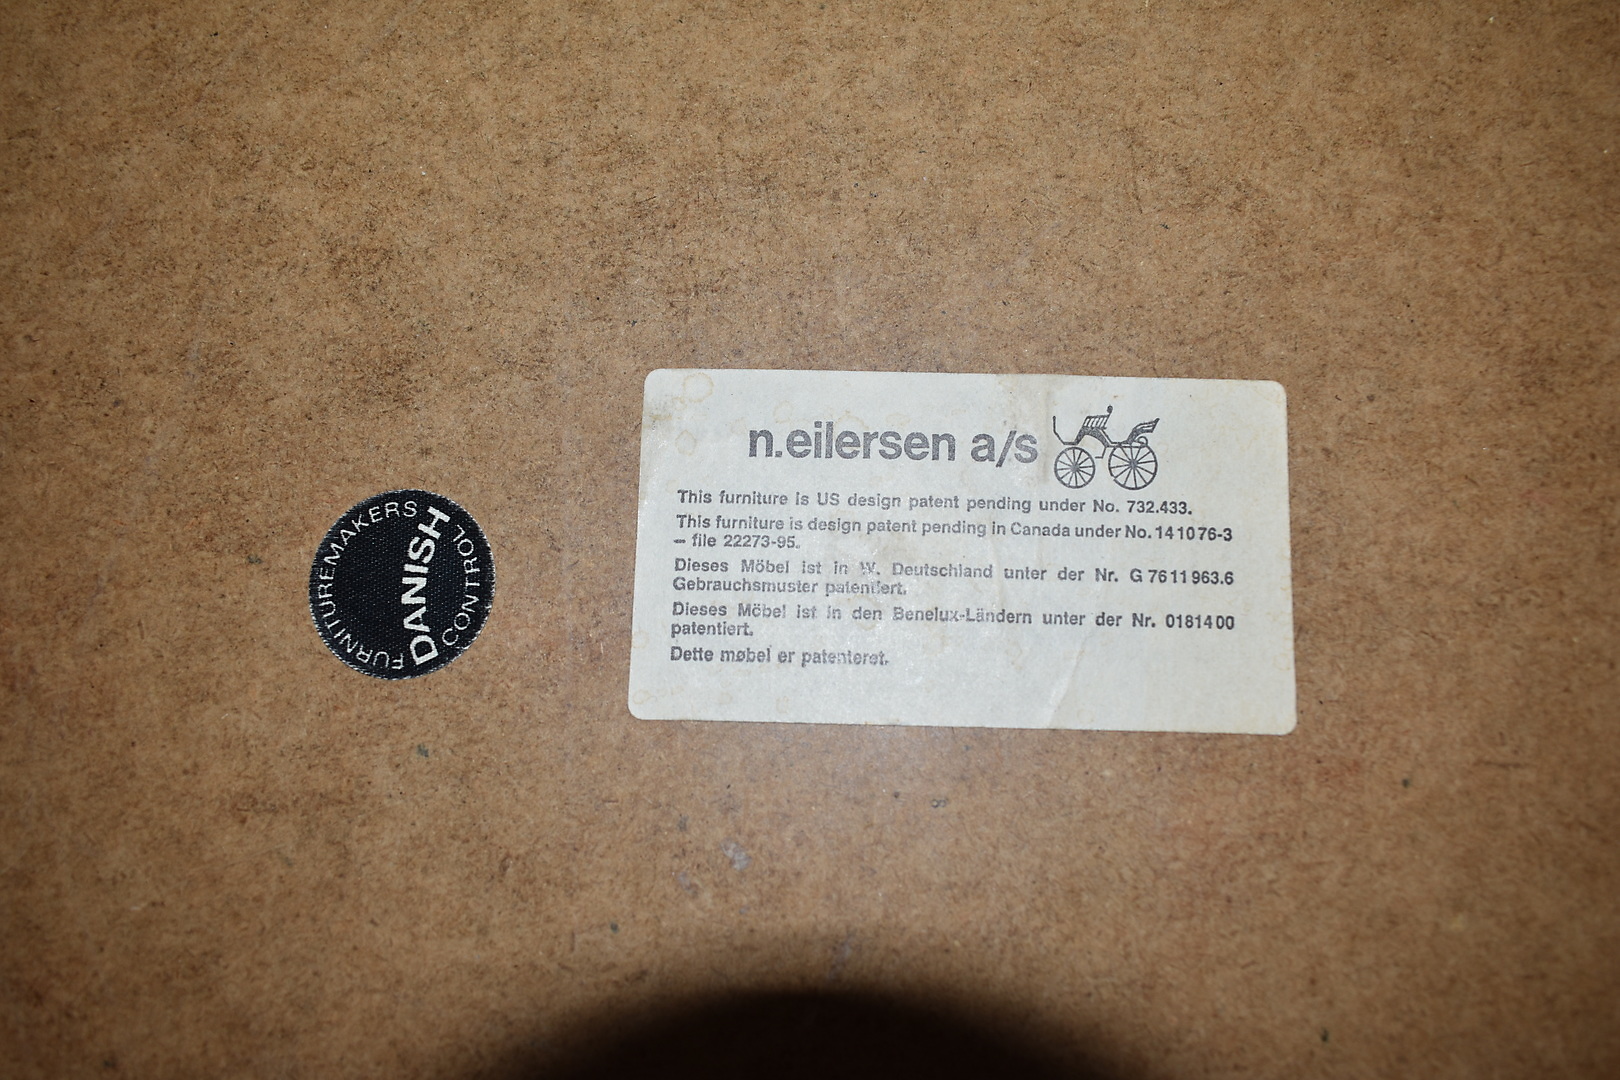 n.eilersen a/s
This furniture is US design patent pending under No. 732.433.
This furniture is design patent pending in Canada under No. 141076-3
– file 22273-95.
Dieses Möbel ist in W. Deutschland unter der Nr. G 7611963.6
Gebrauchsmuster patentiert.
Dieses Möbel ist in den Benelux-Ländern unter der Nr. 0181400
patentiert.
Dette møbel er patenteret.
FURNITUREMAKERS
DANISH
CONTROL